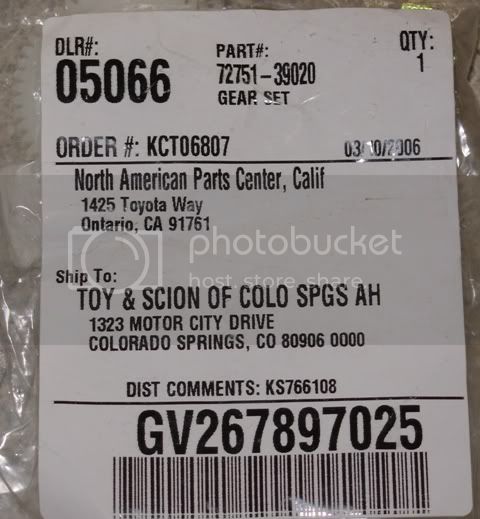 DLR#: PART#: QTY:
05066 72751-39020 1
GEAR SET
ORDER #: KCT06807 03/10/2006
North American Parts Center, Calif
1425 Toyota Way
Ontario, CA 91761
photobucket
host. store. share
Ship To:
TOY & SCION OF COLO SPGS AH
1323 MOTOR CITY DRIVE
COLORADO SPRINGS, CO 80906 0000
DIST COMMENTS: KS766108
GV267897025